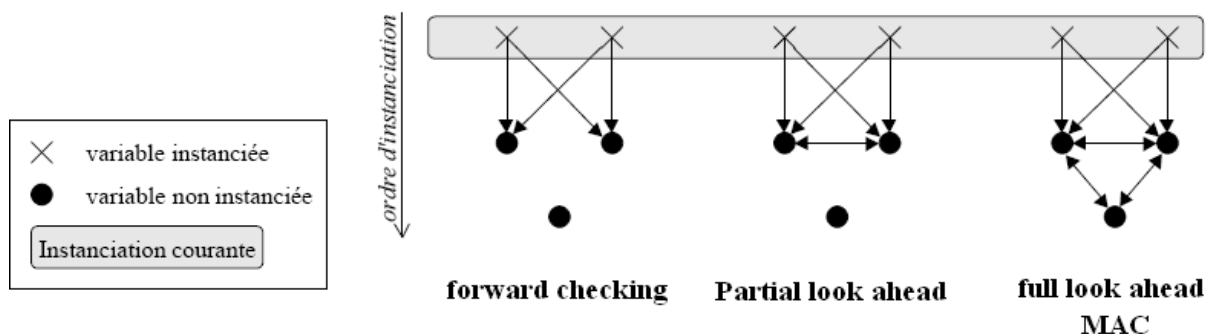 ordre d'instanciation
variable instanciée
variable non instanciée
Instanciation courante
forward checking
Partial look ahead
full look ahead
MAC